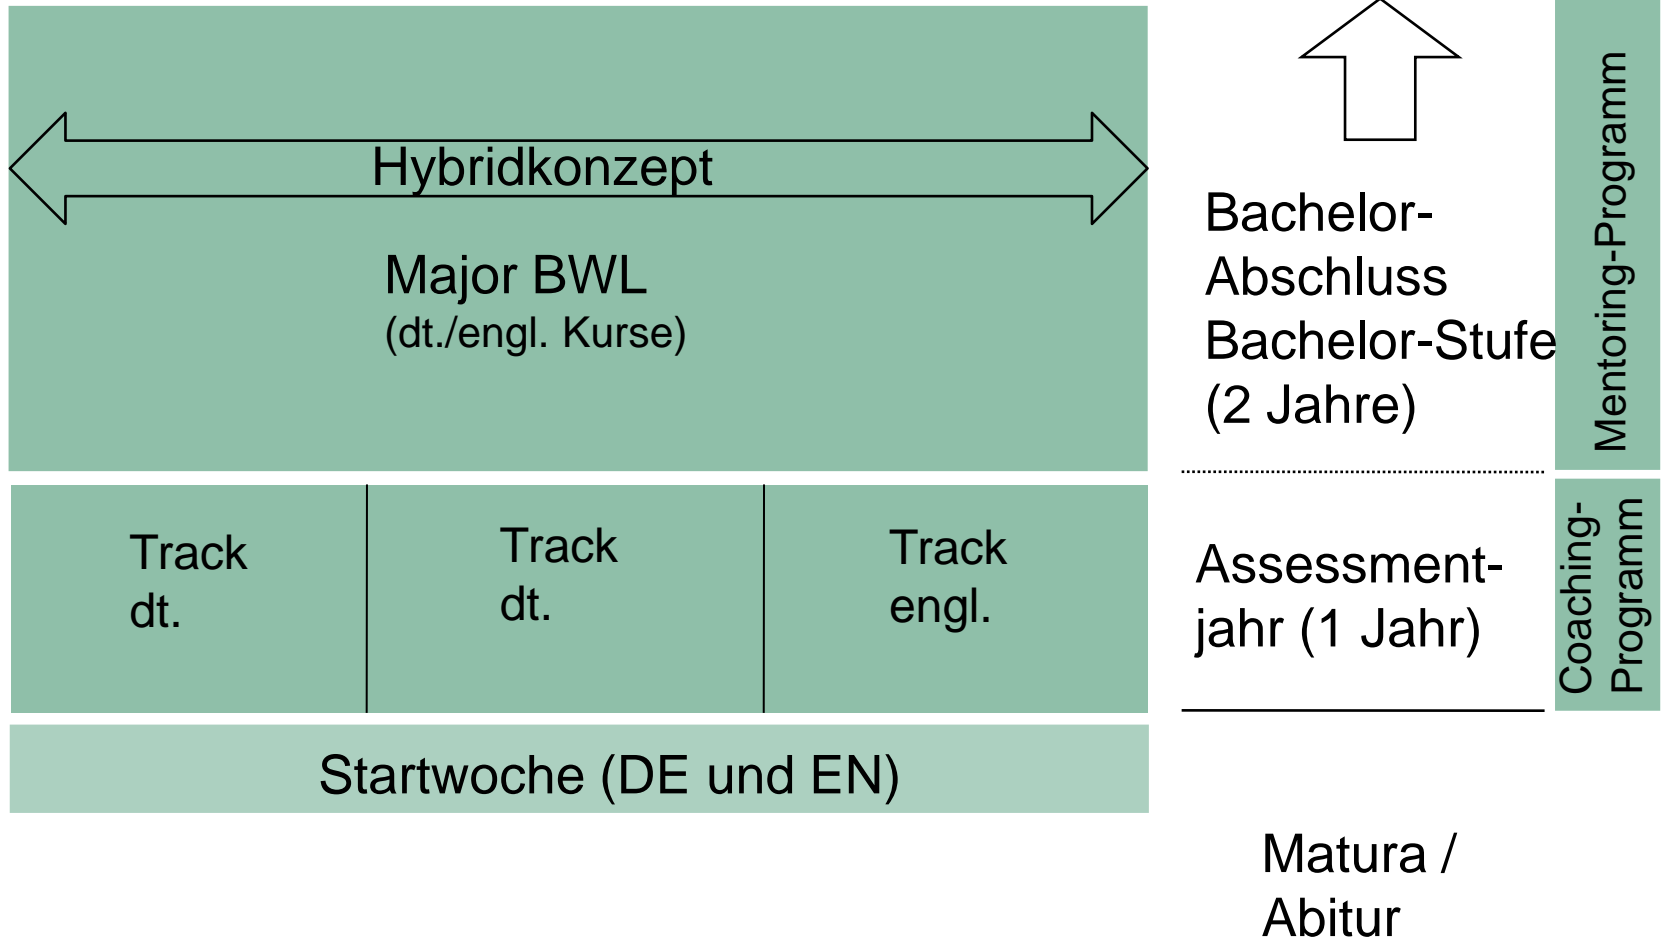 Hybridkonzept
Major BWL
(dt./engl. Kurse)
Bachelor-
Abschluss
Bachelor-Stufe
(2 Jahre)
Mentoring-Programm
Track
dt.
Track
dt.
Track
engl.
Assessment-
jahr (1 Jahr)
Coaching-
Programm
Startwoche (DE und EN)
Matura /
Abitur